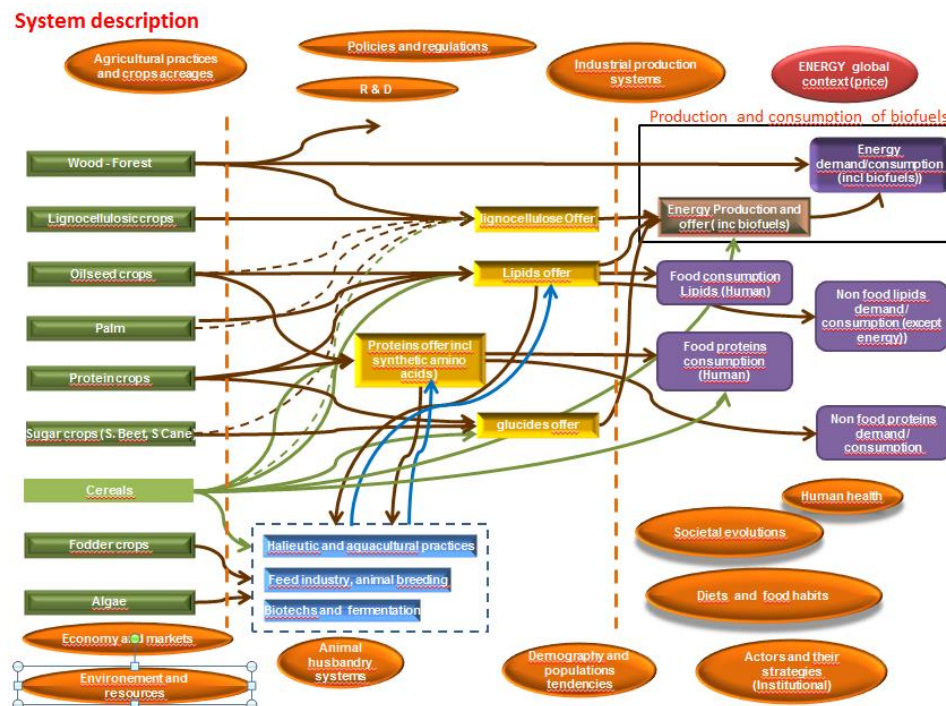 System description
Agricultural practices
and crops acreages
Policies and regulations
R & D
Industrial production
systems
ENERGY global
context (price)
Production and consumption of biofuels
Wood - Forest
Energy
demand/consumption
(incl biofuels))
Lignocellulosic crops
lignocellulose Offer
Energy Production and
offer ( inc biofuels)
Oilseed crops
Lipids offer
Food consumption
Lipids (Human)
Non food lipids
demand /
consumption (except
energy))
Palm
Proteins offer incl
synthetic amino
acids)
Food proteins
consumption
(Human)
Protein crops
Sugar crops (S. Beet, S Cane)
glucides offer
Non food proteins
demand /
consumption
Cereals
Human health
Societal evolutions
Fodder crops
Halieutic and aquacultural practices
Feed industry, animal breeding
Biotechs and fermentation
Algae
Diets and food habits
Economy and markets
Environement and
resources
Animal
husbandry
systems
Demography and
populations
tendencies
Actors and their
strategies
(Institutional)